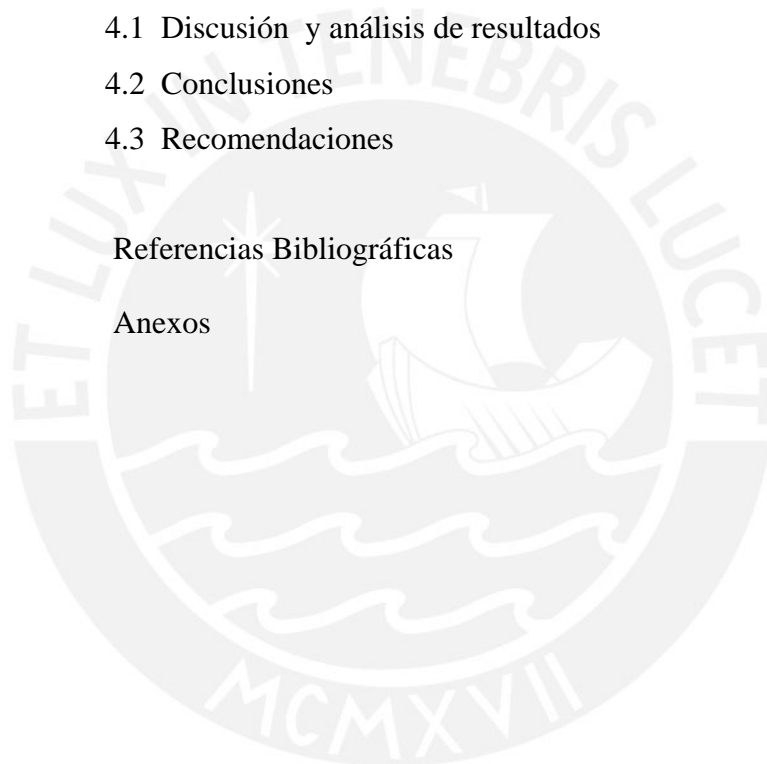 4.1 Discusión y análisis de resultados
4.2 Conclusiones
4.3 Recomendaciones
Referencias Bibliográficas
Anexos
ET LUX IN TENEBRIS LUCET
MCMXVII